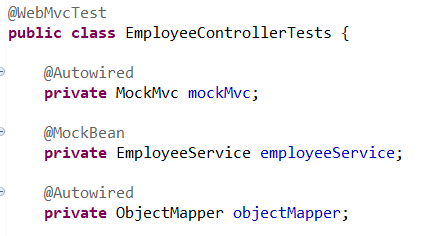 @WebMvcTest
public class EmployeeControllerTests {
@Autowired
private MockMvc mockMvc;
@MockBean
private EmployeeService employeeService;
@Autowired
private ObjectMapper objectMapper;